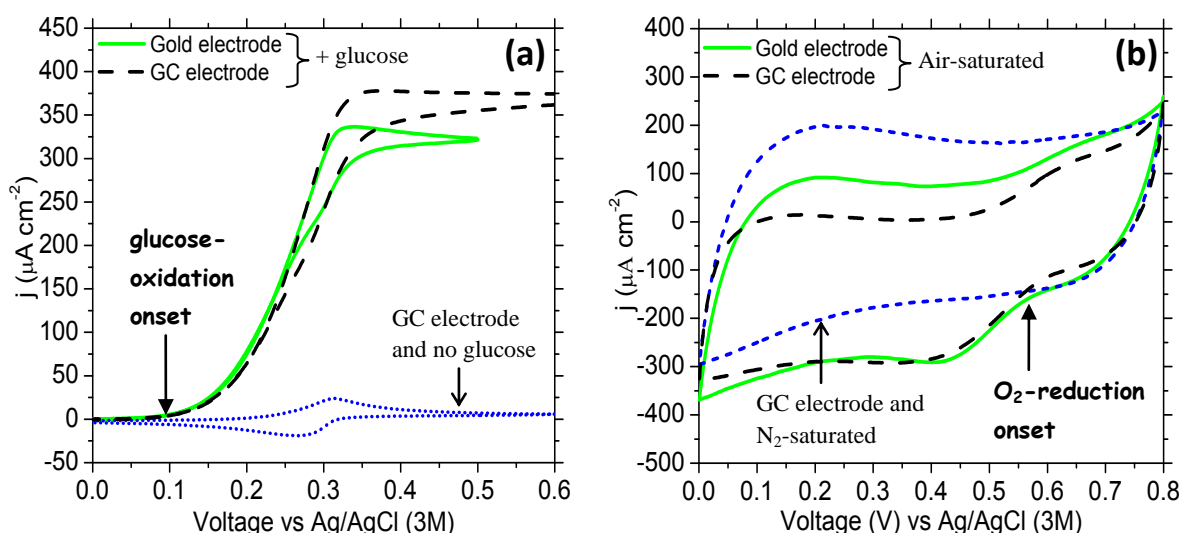 450
400
350
300
250
200
150
100
50
0
-50
j (µA cm⁻²)
Gold electrode
GC electrode
+ glucose
(a)
glucose-
oxidation
onset
GC electrode
and no glucose
0.0 0.1 0.2 0.3 0.4 0.5 0.6
Voltage vs Ag/AgCl (3M)
400
300
200
100
0
-100
-200
-300
-400
-500
j (µA cm⁻²)
Gold electrode
GC electrode
Air-saturated
(b)
GC electrode and
N₂-saturated
O₂-reduction
onset
0.0 0.1 0.2 0.3 0.4 0.5 0.6 0.7 0.8
Voltage (V) vs Ag/AgCl (3M)